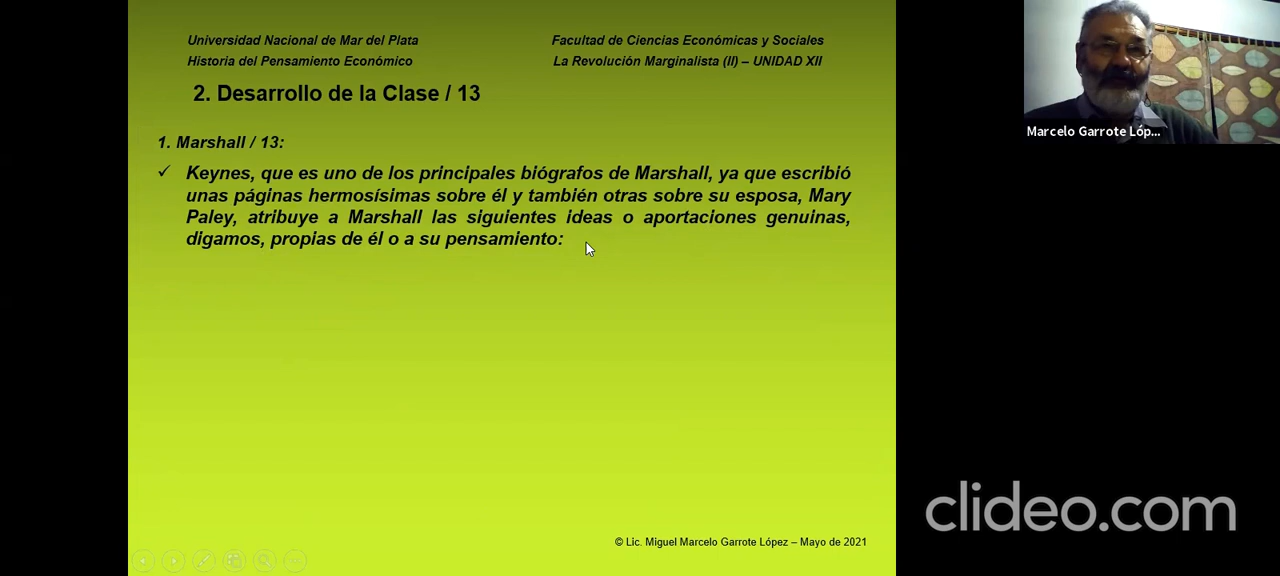 Universidad Nacional de Mar del Plata
Facultad de Ciencias Económicas y Sociales
Historia del Pensamiento Económico
La Revolución Marginalista (II) – UNIDAD XII
2. Desarrollo de la Clase / 13
1. Marshall / 13:
✓ Keynes, que es uno de los principales biógrafos de Marshall, ya que escribió
unas páginas hermosísimas sobre él y también otras sobre su esposa, Mary
Paley, atribuye a Marshall las siguientes ideas o aportaciones genuinas,
digamos, propias de él o a su pensamiento:
© Lic. Miguel Marcelo Garrote López – Mayo de 2021
Marcelo Garrote Lóp...
clideo.com